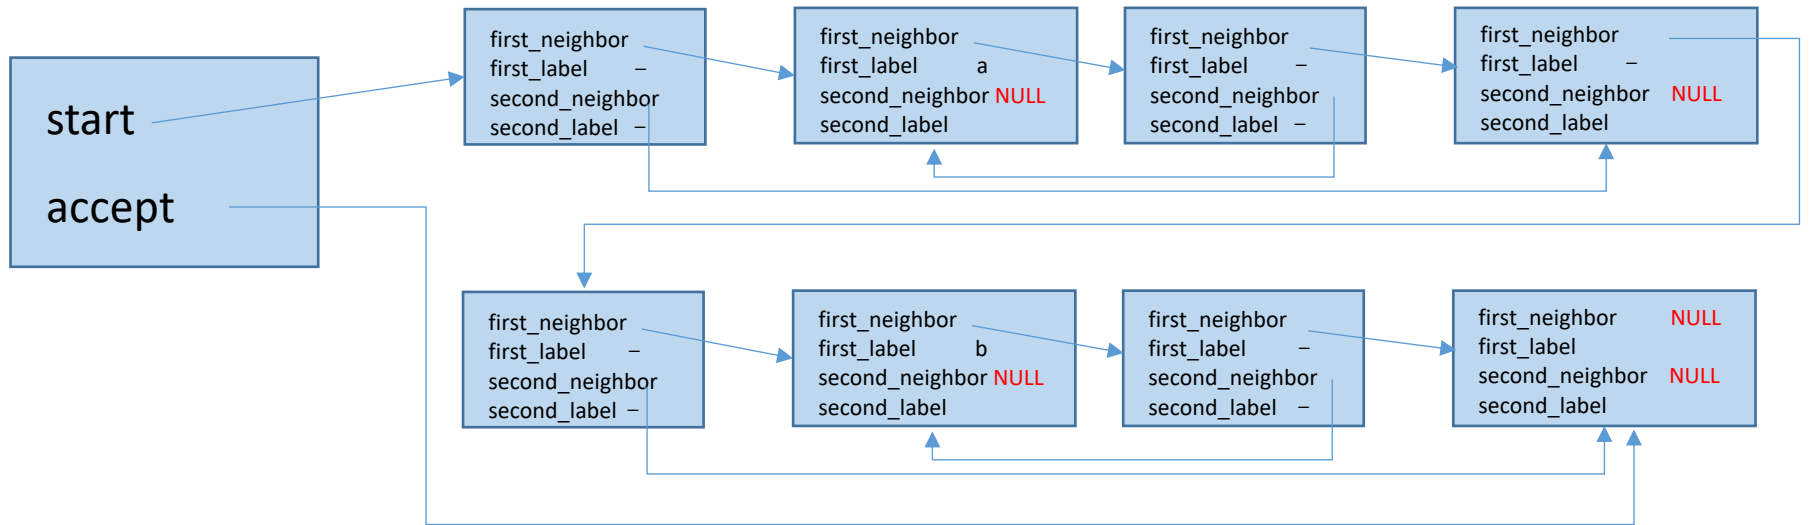 start
accept
first_neighbor
first_label –
second_neighbor
second_label –
first_neighbor
first_label a
second_neighbor NULL
second_label
first_neighbor
first_label –
second_neighbor
second_label –
first_neighbor
first_label –
second_neighbor NULL
second_label
first_neighbor
first_label –
second_neighbor
second_label –
first_neighbor
first_label b
second_neighbor NULL
second_label
first_neighbor
first_label –
second_neighbor
second_label –
first_neighbor NULL
first_label
second_neighbor NULL
second_label